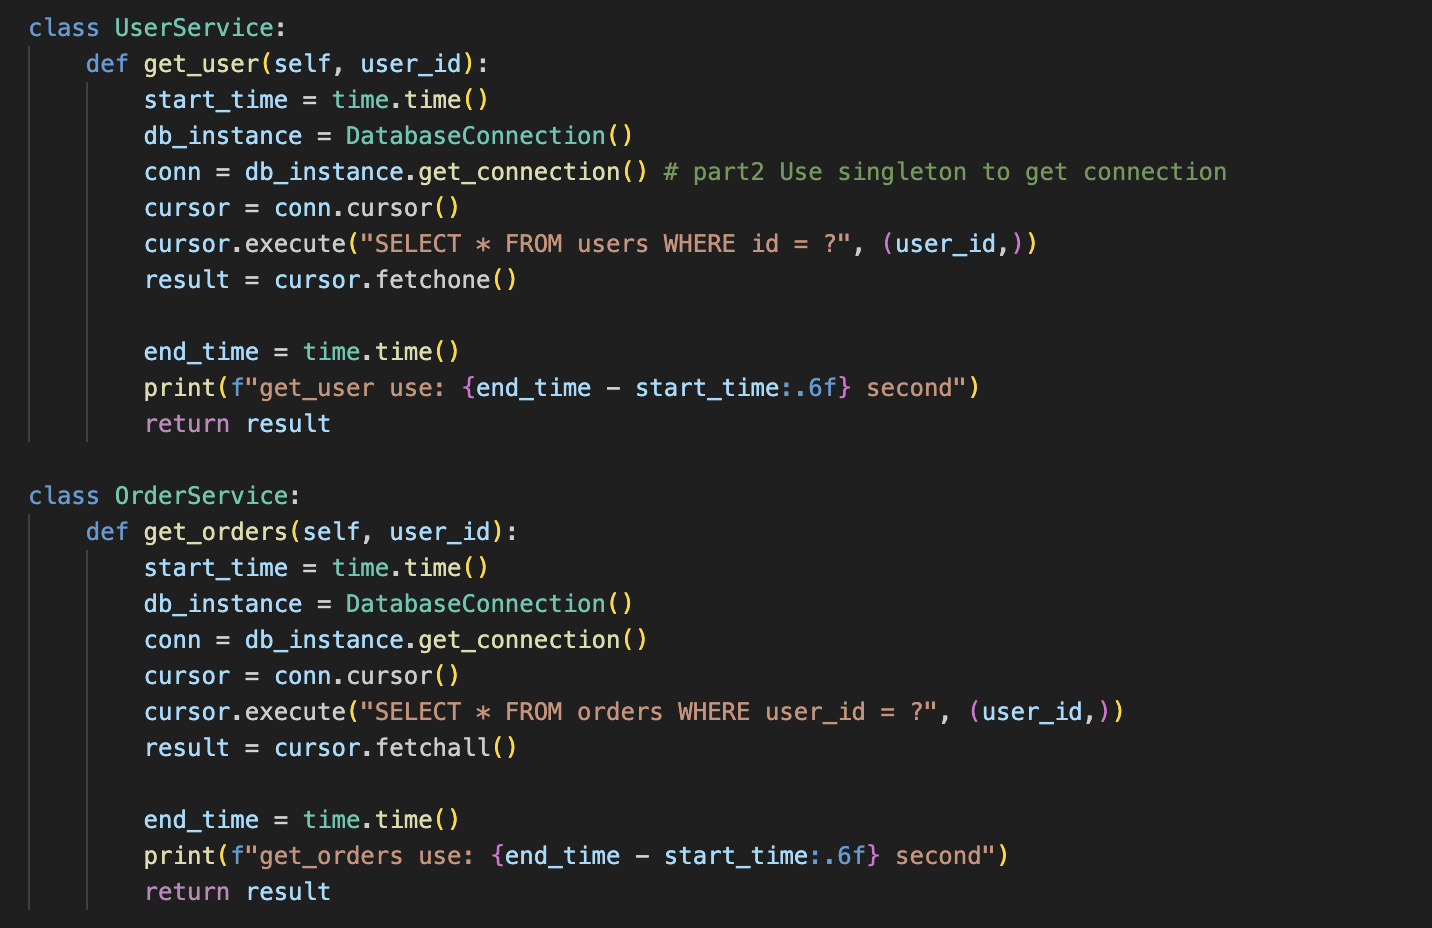 class UserService:
    def get_user(self, user_id):
        start_time = time.time()
        db_instance = DatabaseConnection()
        conn = db_instance.get_connection() # part2 Use singleton to get connection
        cursor = conn.cursor()
        cursor.execute("SELECT * FROM users WHERE id = ?", (user_id,))
        result = cursor.fetchone()

        end_time = time.time()
        print(f"get_user use: {end_time - start_time:.6f} second")
        return result

class OrderService:
    def get_orders(self, user_id):
        start_time = time.time()
        db_instance = DatabaseConnection()
        conn = db_instance.get_connection()
        cursor = conn.cursor()
        cursor.execute("SELECT * FROM orders WHERE user_id = ?", (user_id,))
        result = cursor.fetchall()

        end_time = time.time()
        print(f"get_orders use: {end_time - start_time:.6f} second")
        return result